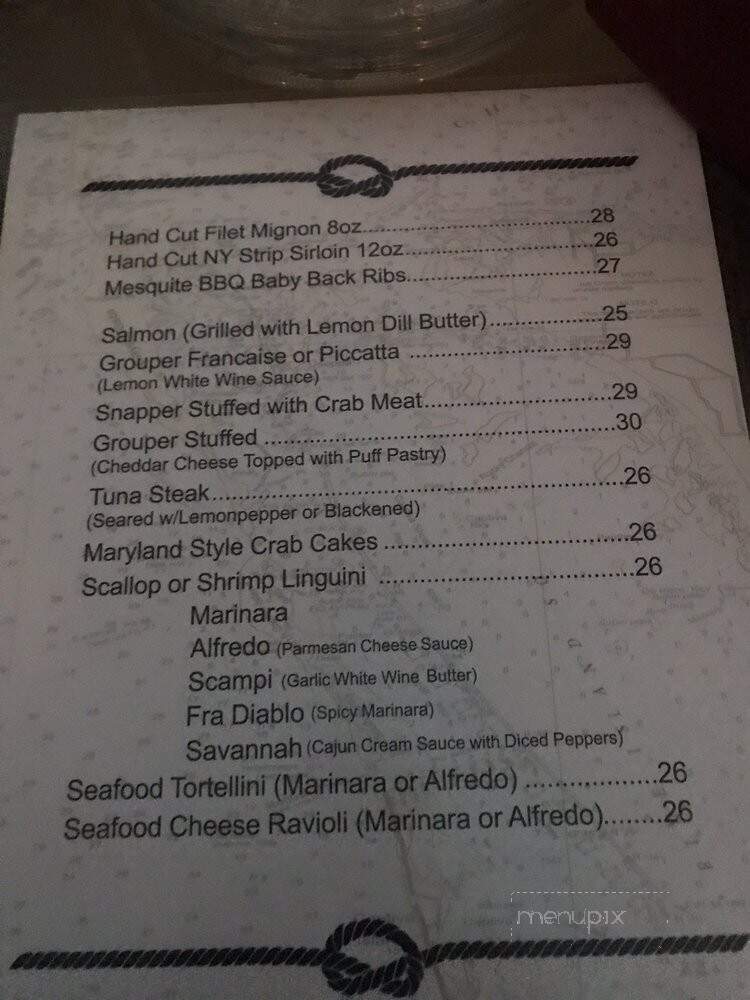 Hand Cut Filet Mignon 8oz..................................28
Hand Cut NY Strip Sirloin 12oz............................26
Mesquite BBQ Baby Back Ribs............................27
Salmon (Grilled with Lemon Dill Butter)................25
Grouper Francaise or Piccatta ............................29
(Lemon White Wine Sauce)
Snapper Stuffed with Crab Meat..........................29
Grouper Stuffed ..................................................30
(Cheddar Cheese Topped with Puff Pastry)
Tuna Steak..........................................................26
(Seared w/Lemonpepper or Blackened)
Maryland Style Crab Cakes ..................................26
Scallop or Shrimp Linguini ...................................26
Marinara
Alfredo (Parmesan Cheese Sauce)
Scampi (Garlic White Wine Butter)
Fra Diablo (Spicy Marinara)
Savannah (Cajun Cream Sauce with Diced Peppers)
Seafood Tortellini (Marinara or Alfredo) ..................26
Seafood Cheese Ravioli (Marinara or Alfredo)........26
menupix